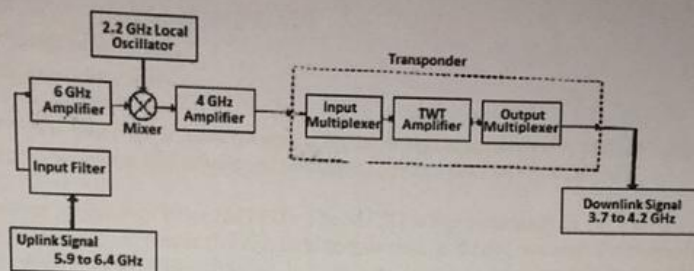 2.2 GHz Local
Oscillator
Transponder
6 GHz
Amplifier
Mixer
4 GHz
Amplifier
Input
Multiplexer
TWT
Amplifier
Output
Multiplexer
Input Filter
Uplink Signal
5.9 to 6.4 GHz
Downlink Signal
3.7 to 4.2 GHz